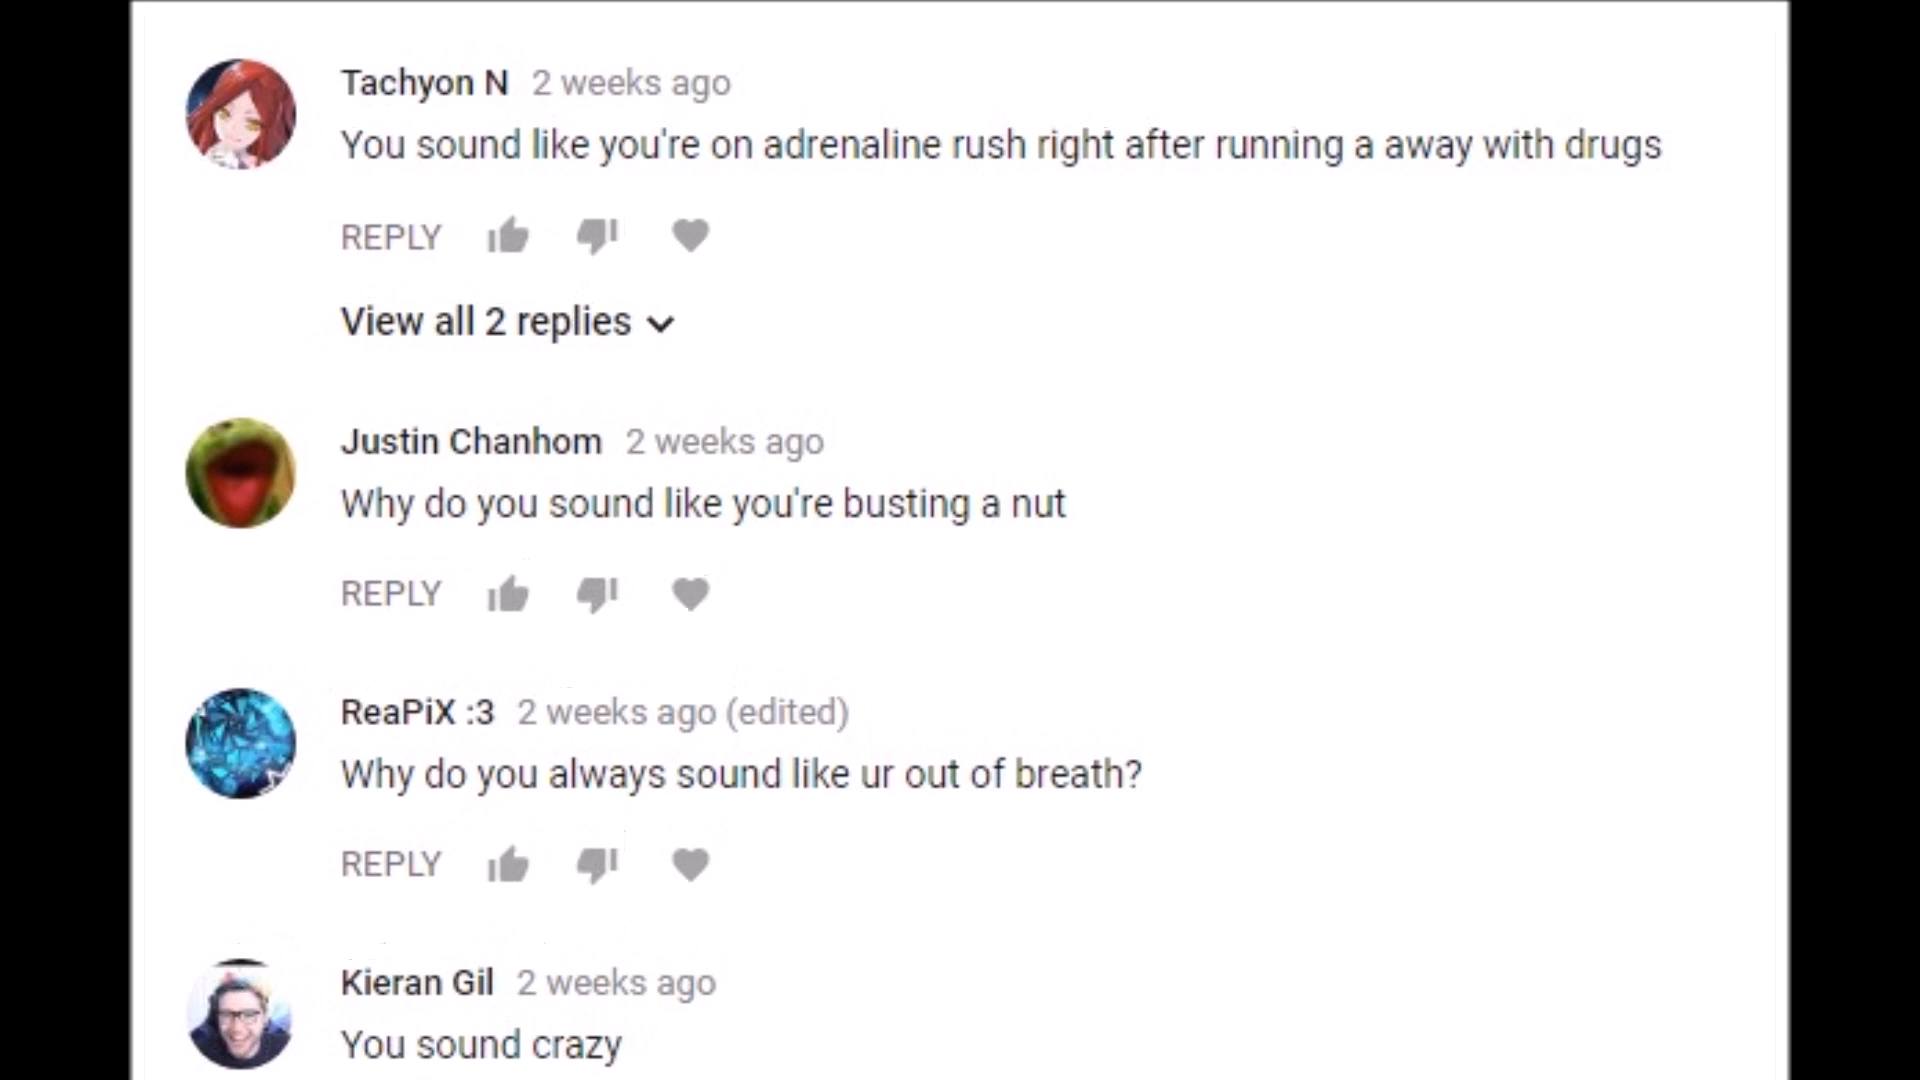 Tachyon N 2 weeks ago
You sound like you're on adrenaline rush right after running a away with drugs
REPLY
View all 2 replies
Justin Chanhom 2 weeks ago
Why do you sound like you're busting a nut
REPLY
ReaPiX :3 2 weeks ago (edited)
Why do you always sound like ur out of breath?
REPLY
Kieran Gil 2 weeks ago
You sound crazy